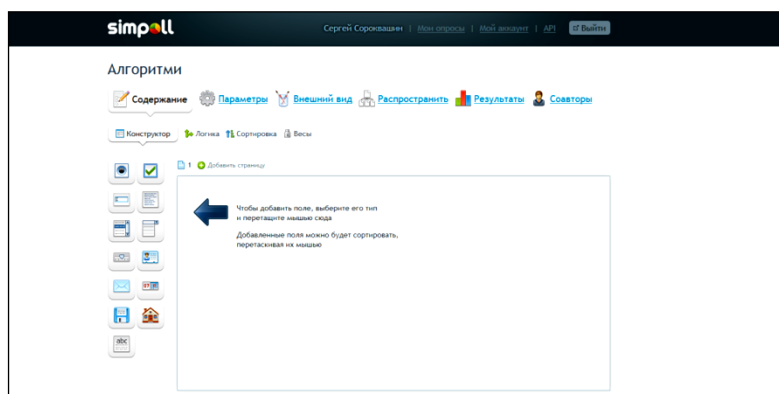 simpoll
Сергей Сороквашин | Мои опросы | Мой аккаунт | API Выйти
Алгоритми
Содержание Параметры Внешний вид Распространить Результаты Соавторы
Конструктор Логика Сортировка Весы
1 Добавить страницу
Чтобы добавить поле, выберите его тип
и перетащите мышью сюда
Добавленные поля можно будет сортировать,
перетаскивая их мышью
abc